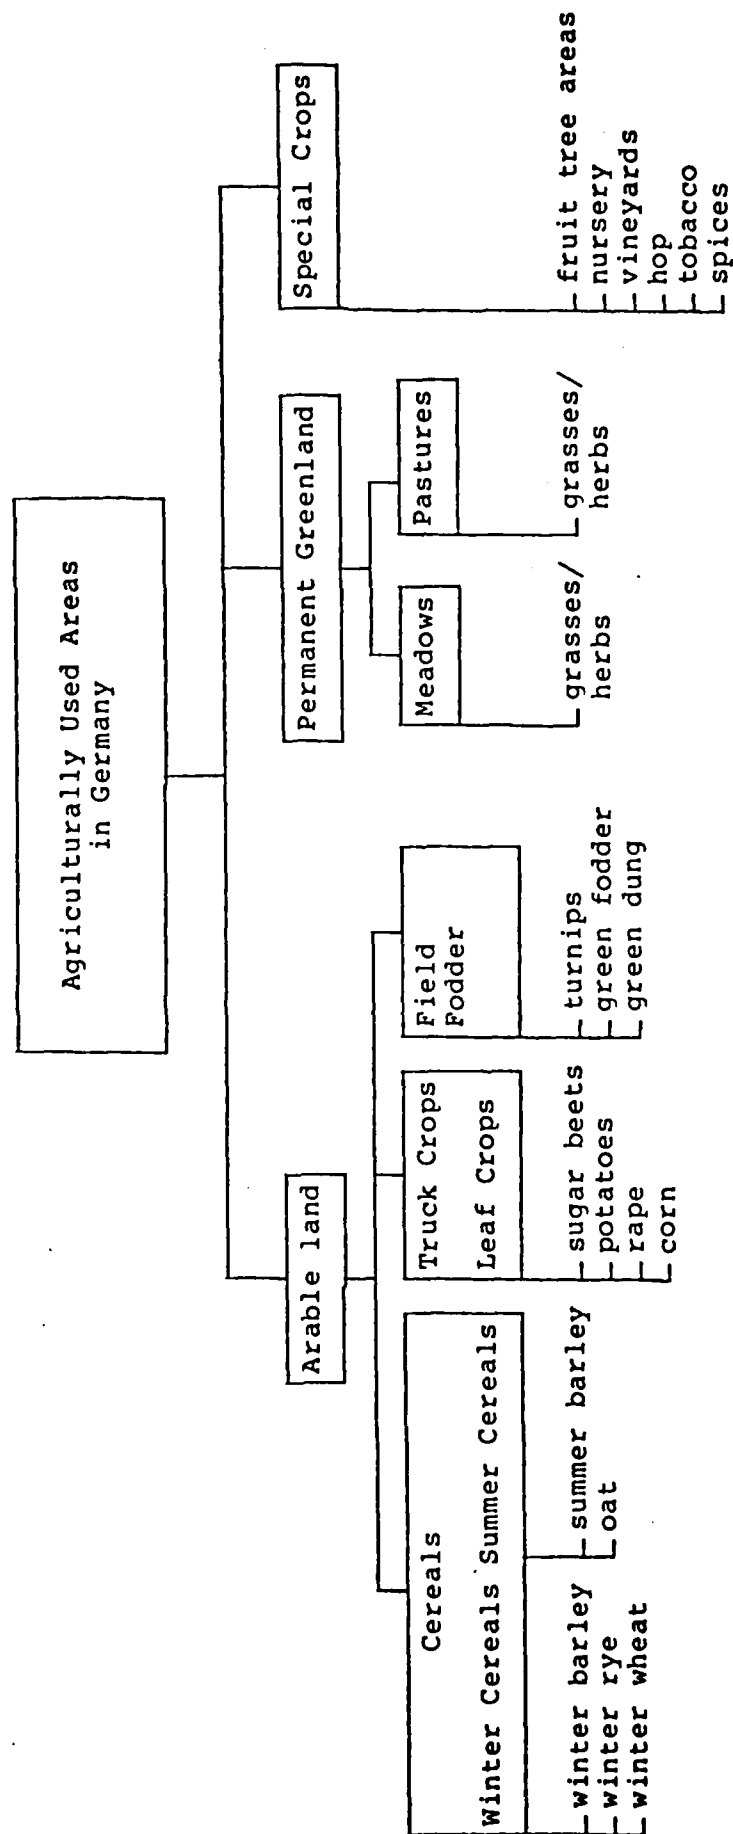 Agriculturally Used Areas
in Germany
Arable land
Permanent Greenland
Special Crops
Cereals
Winter Cereals Summer Cereals
winter barley
winter rye
winter wheat
summer barley
oat
Truck Crops
Leaf Crops
sugar beets
potatoes
rape
corn
Field
Fodder
turnips
green fodder
green dung
Meadows
grasses/
herbs
Pastures
grasses/
herbs
fruit tree areas
nursery
vineyards
hop
tobacco
spices